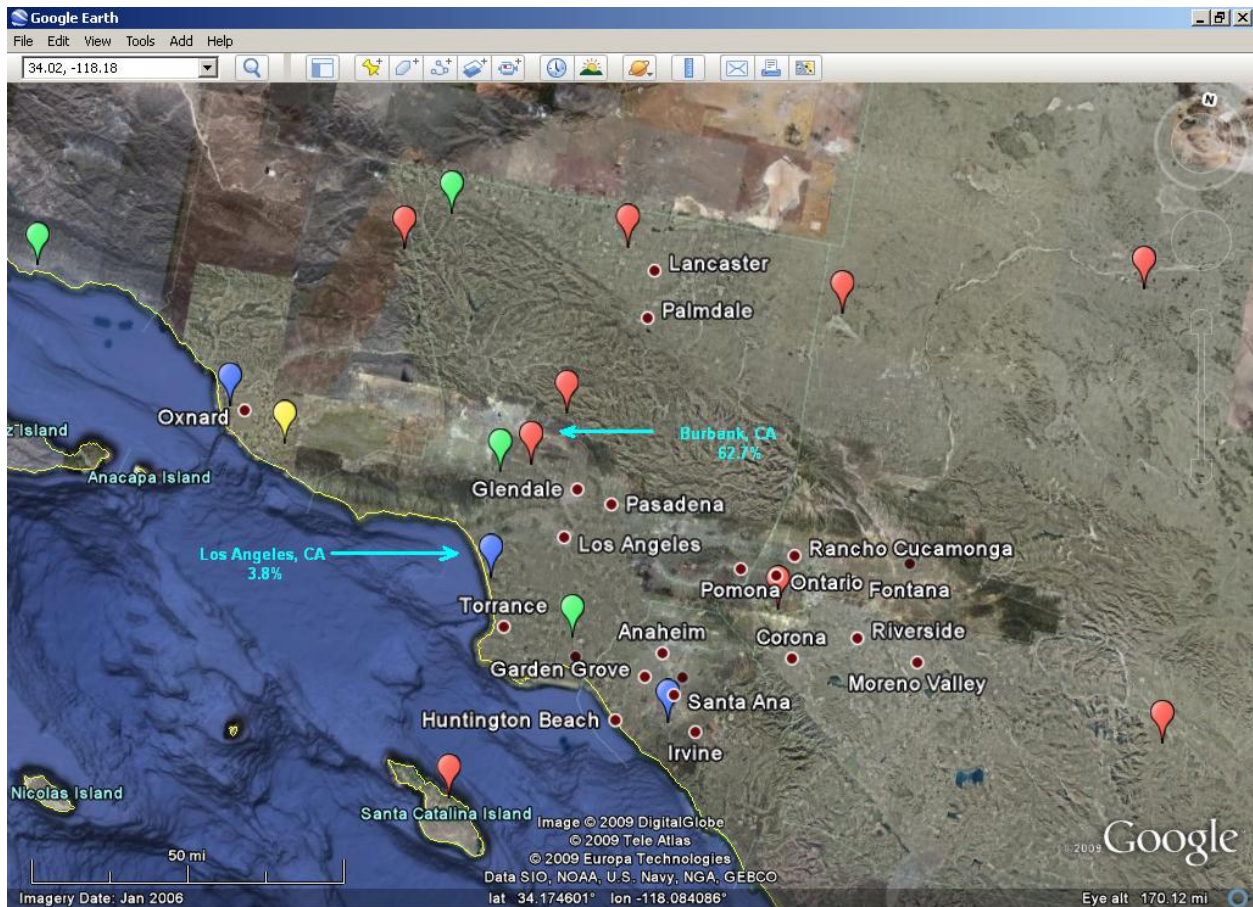 Google Earth
File Edit View Tools Add Help
34.02, -118.18
N
Lancaster
Palmdale
Oxnard
z Island
Anacapa Island
Burbank, CA
62.7%
Glendale
Pasadena
Los Angeles, CA
3.8%
Los Angeles
Rancho Cucamonga
Pomona
Ontario
Fontana
Torrance
Anaheim
Corona
Riverside
Garden Grove
Moreno Valley
Santa Ana
Huntington Beach
Irvine
Nicolas Island
Santa Catalina Island
Image © 2009 DigitalGlobe
© 2009 Tele Atlas
© 2009 Europa Technologies
Data SIO, NOAA, U.S. Navy, NGA, GEBCO
© 2009 Google
50 mi
Imagery Date: Jan 2006
lat 34.174601° lon -118.084086°
Eye alt 170.12 mi